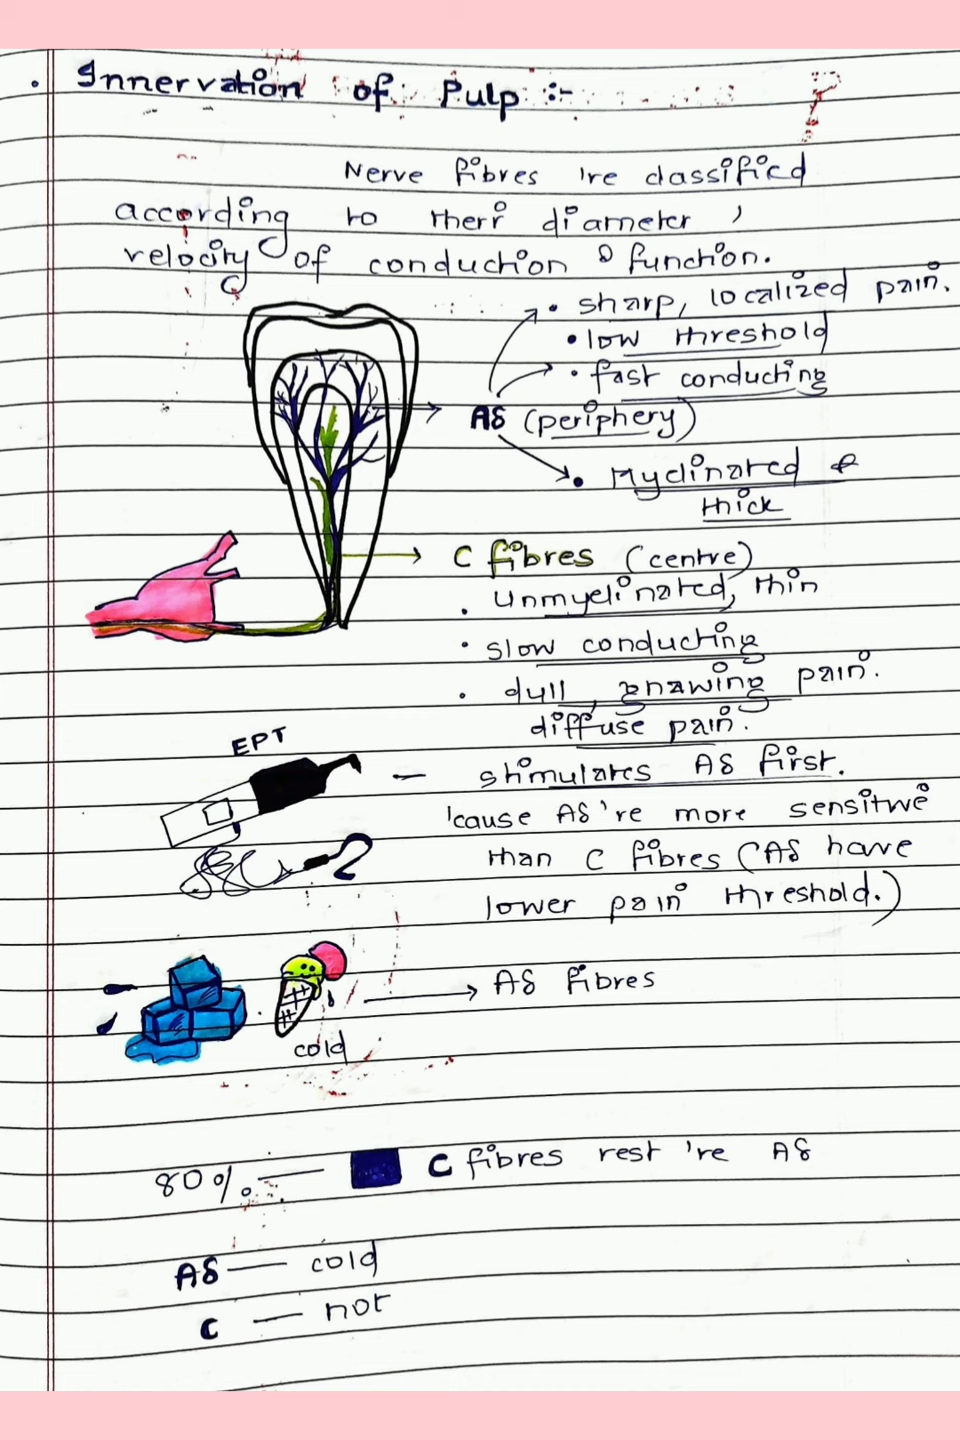 . Innervation of Pulp :-
Nerve fibres 're classified
according to their diameter,
velocity of conduction & function.
• sharp, localized pain.
• low threshold
• fast conducting
Aδ (periphery)
• Myelinated &
thick
C fibres (centre)
. Unmyelinated, thin
• slow conducting
• dull, gnawing pain.
diffuse pain.
EPT
— stimulates Aδ first.
'cause Aδ 're more sensitive
than C fibres (Aδ have
lower pain threshold.)
Aδ fibres
cold
80% — C fibres rest 're Aδ
Aδ — cold
C — hot